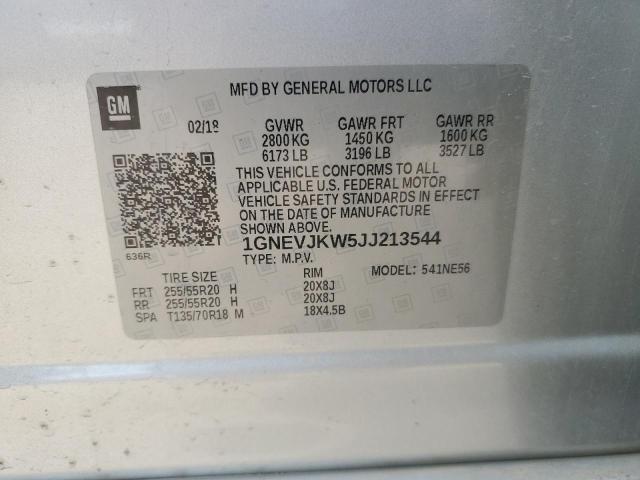 GM
MFD BY GENERAL MOTORS LLC
02/18 GVWR GAWR FRT GAWR RR
2800 KG 1450 KG 1600 KG
6173 LB 3196 LB 3527 LB
THIS VEHICLE CONFORMS TO ALL
APPLICABLE U.S. FEDERAL MOTOR
VEHICLE SAFETY STANDARDS IN EFFECT
ON THE DATE OF MANUFACTURE
SHOWN ABOVE.
636R
1GNEVJKW5JJ213544
TYPE: M.P.V. MODEL: 541NE56
TIRE SIZE RIM
FRT 255/55R20 H 20X8J
RR 255/55R20 H 20X8J
SPA T135/70R18 M 18X4.5B